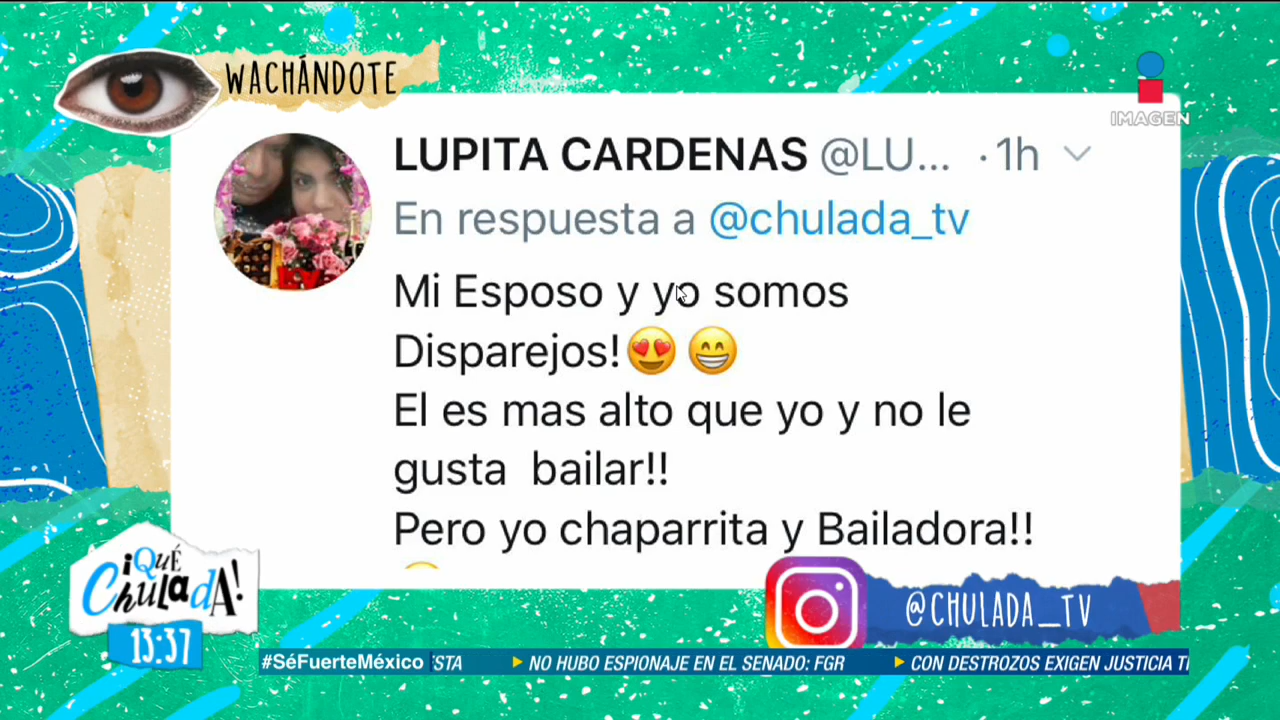 WACHÁNDOTE
IMAGEN
LUPITA CARDENAS @LU... · 1h
En respuesta a @chulada_tv
Mi Esposo y yo somos
Disparejos!😍😁
El es mas alto que yo y no le
gusta  bailar!!
Pero yo chaparrita y Bailadora!!
¡QUÉ
CHULADA!
13:37
@CHULADA_TV
#SéFuerteMéxico STA ▶ NO HUBO ESPIONAJE EN EL SENADO: FGR ▶ CON DESTROZOS EXIGEN JUSTICIA